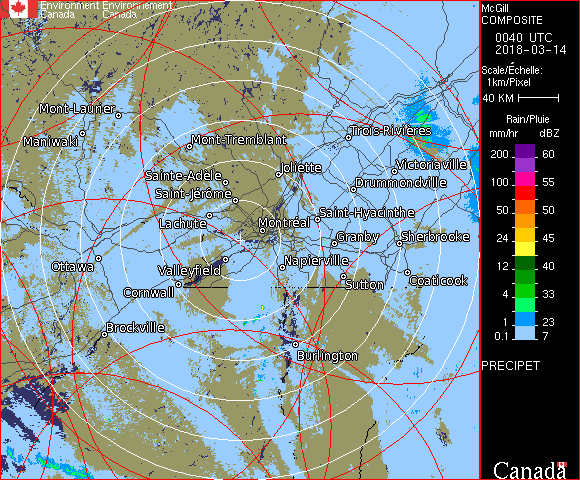 Environment Environnement
Canada Canada
McGill
COMPOSITE
0040 UTC
2018-03-14
Scale/Échelle:
1km/Pixel
40 KM
Rain/Pluie
mm/hr dBZ
200 60
100 55
50 50
24 45
12 40
4 33
1 23
0.1 7
PRECIPET
Canada
Mont-Laurier
Maniwaki
Mont-Tremblant
Trois-Rivières
Joliette
Victoriaville
Sainte-Adèle
Drummondville
Saint-Jérôme
Lachute
Montréal
Saint-Hyacinthe
Granby
Sherbrooke
Ottawa
Valleyfield
Napierville
Cornwall
Sutton
Coaticook
Brockville
Burlington